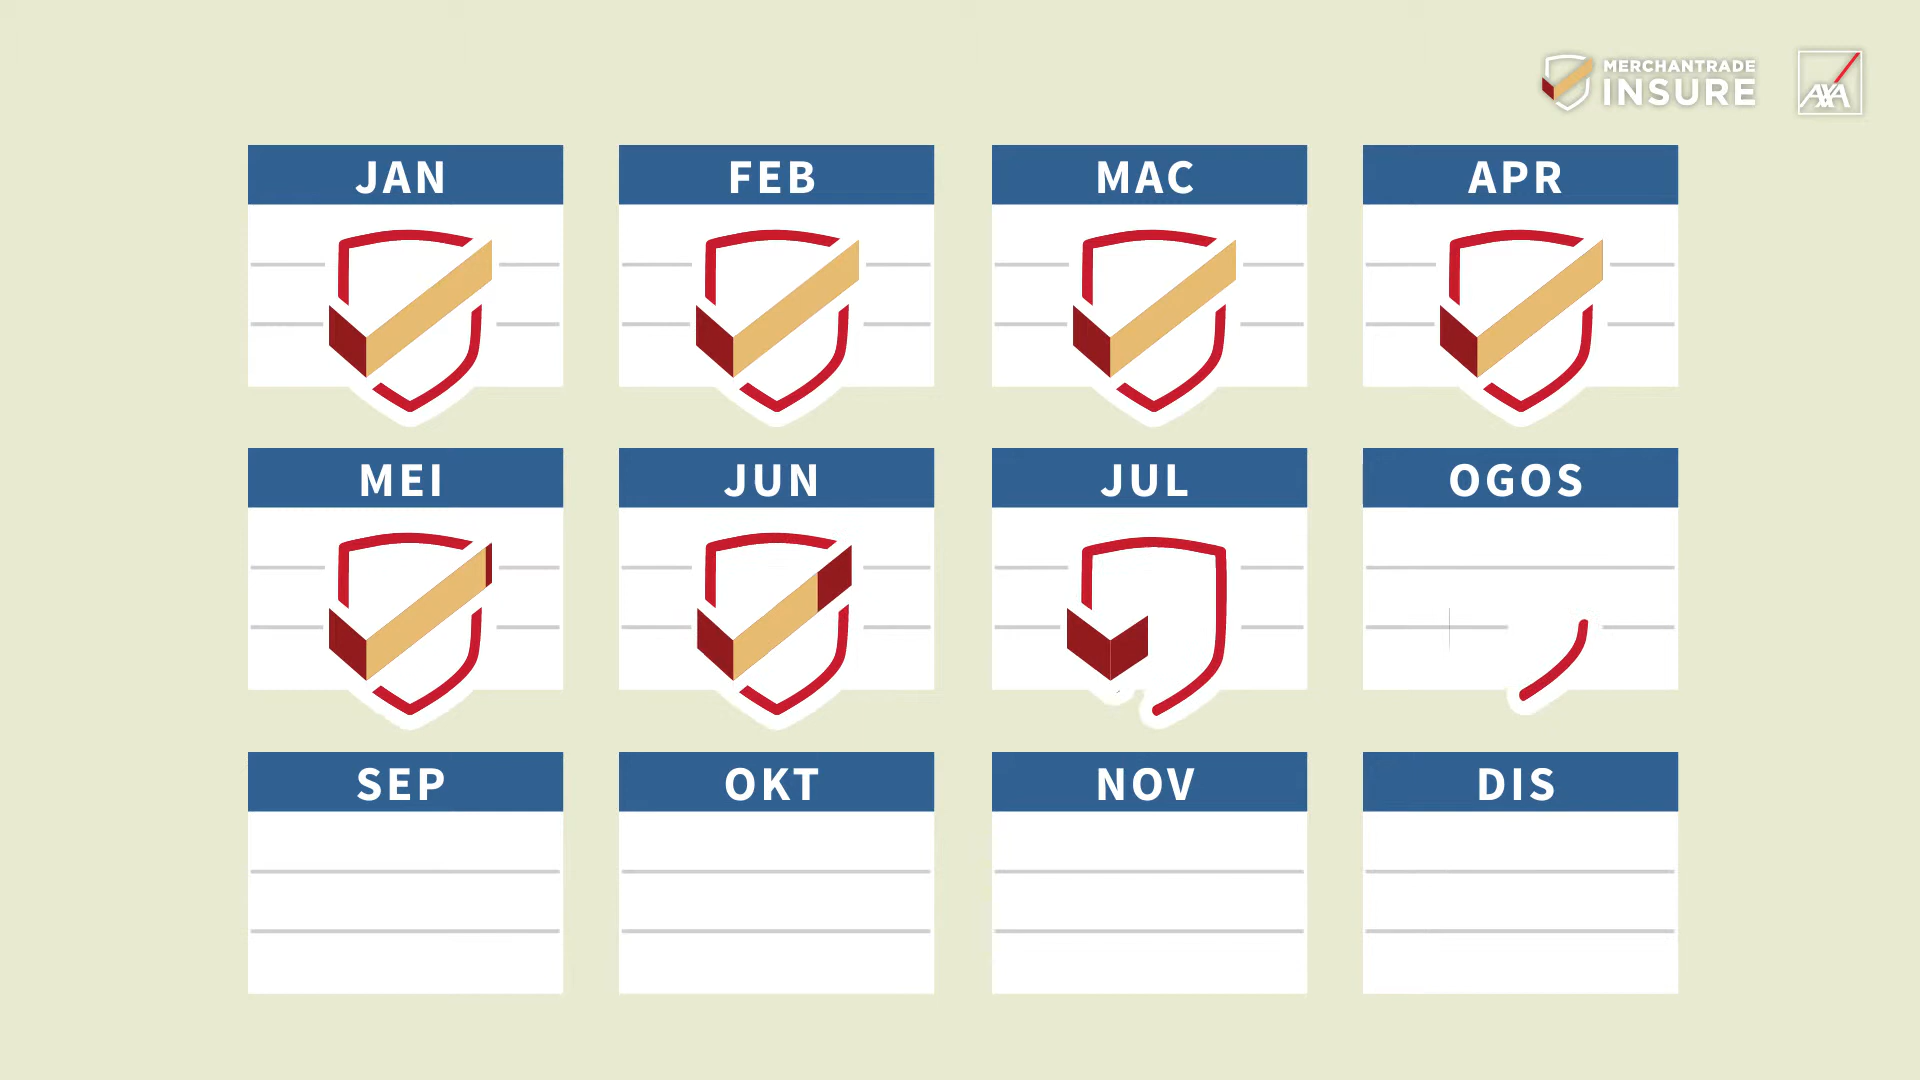 MERCHANTRADE
INSURE
AXA
JAN
FEB
MAC
APR
MEI
JUN
JUL
OGOS
SEP
OKT
NOV
DIS